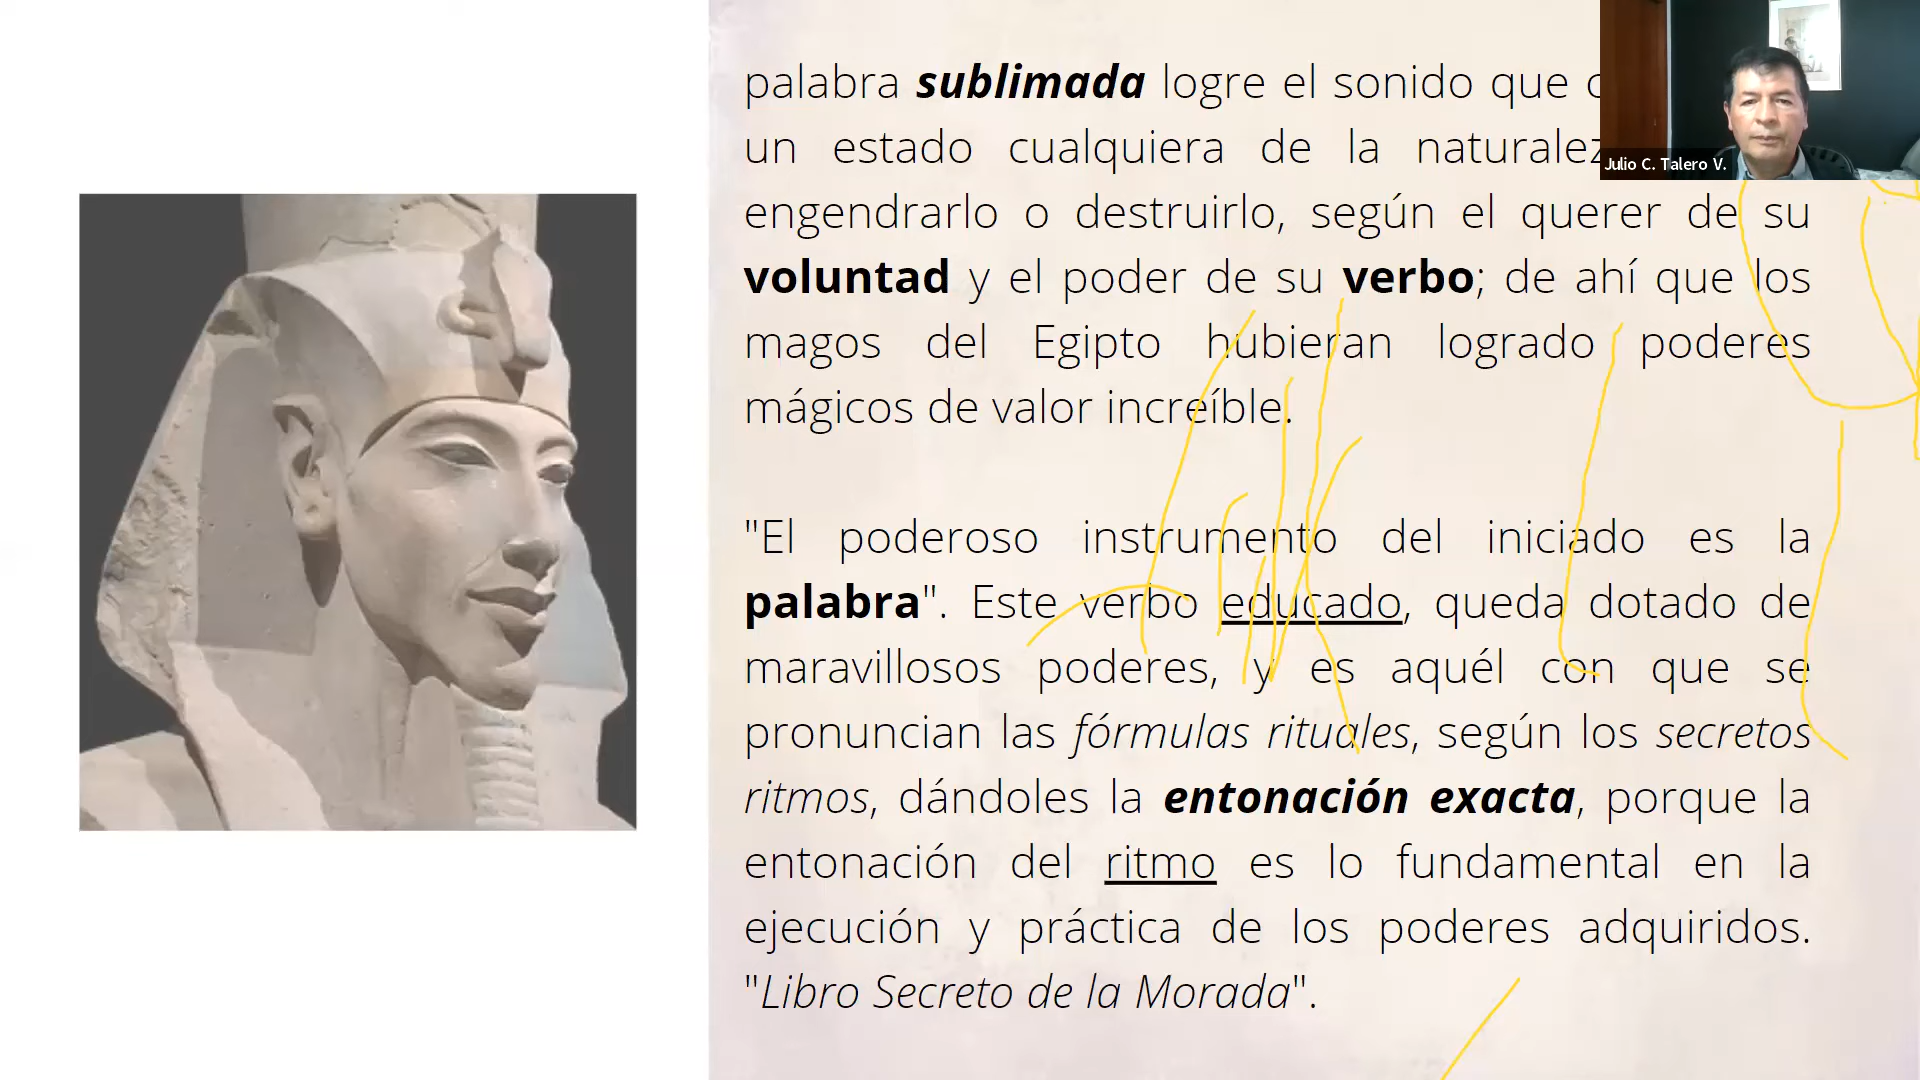 palabra sublimada logre el sonido que
un estado cualquiera de la
engendrarlo o destruirlo, según el querer de su
voluntad y el poder de su verbo; de ahí que los
magos del Egipto hubieran logrado poderes
mágicos de valor increíble.
"El poderoso instrumento del iniciado es la
palabra". Este verbo educado, queda dotado de
maravillosos poderes, y es aquél con que se
pronuncian las fórmulas rituales, según los secretos
ritmos, dándoles la entonación exacta, porque la
entonación del ritmo es lo fundamental en la
ejecución y práctica de los poderes adquiridos.
"Libro Secreto de la Morada".
Julio C. Talero V.